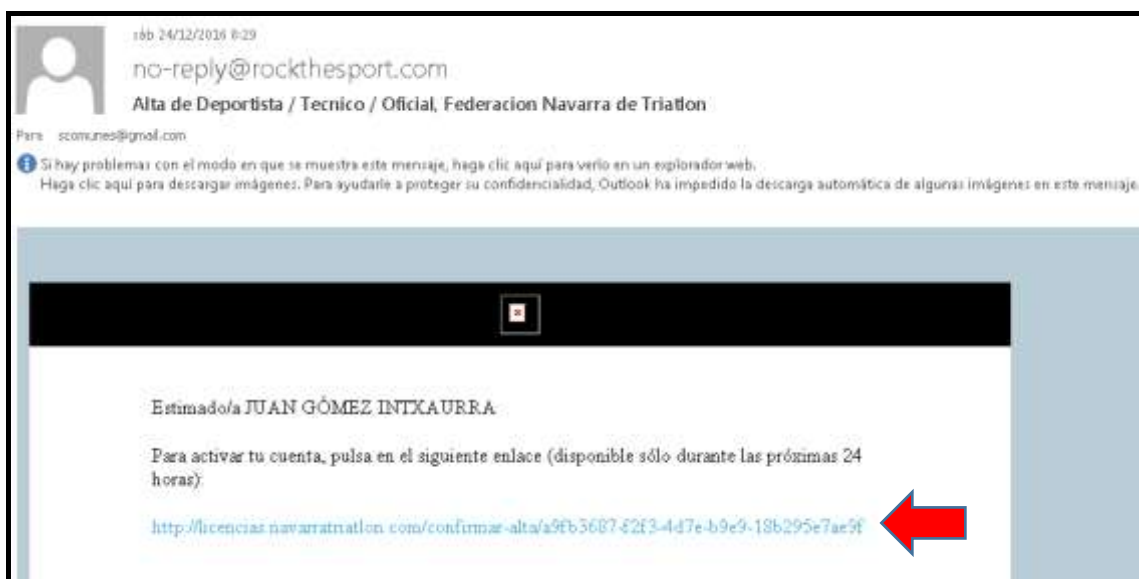 sáb 24/12/2016 8:29
no-reply@rockthesport.com
Alta de Deportista / Tecnico / Oficial, Federacion Navarra de Triatlon
Para scomunes@gmail.com
Si hay problemas con el modo en que se muestra este mensaje, haga clic aquí para verlo en un explorador web.
Haga clic aquí para descargar imágenes. Para ayudarle a proteger su confidencialidad, Outlook ha impedido la descarga automática de algunas imágenes en este mensaje.
Estimado/a JUAN GÓMEZ INTXAURRA
Para activar tu cuenta, pulsa en el siguiente enlace (disponible sólo durante las próximas 24
horas):
http://licencias.navarratriatlon.com/confirmar-alta/a9fb3687-f2f3-4d7e-b9e9-18b295e7ae9f